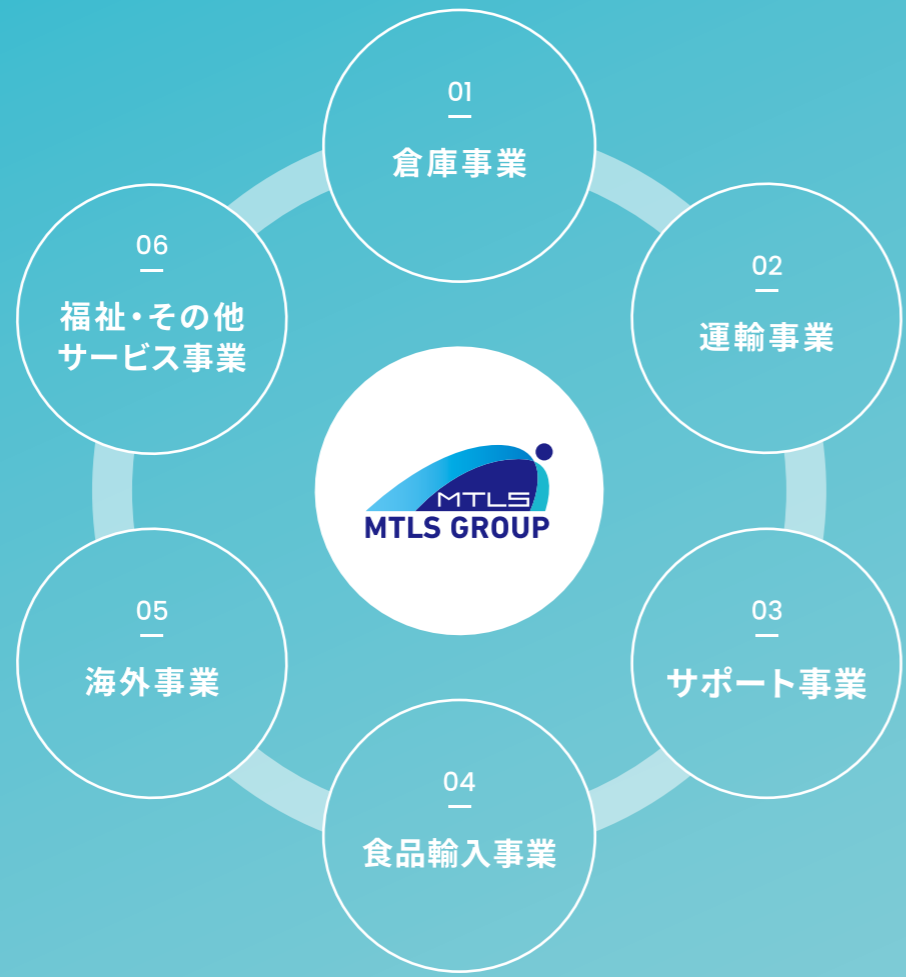 01
倉庫事業
02
運輸事業
03
サポート事業
04
食品輸入事業
05
海外事業
06
福祉・その他
サービス事業
MTLS
MTLS GROUP